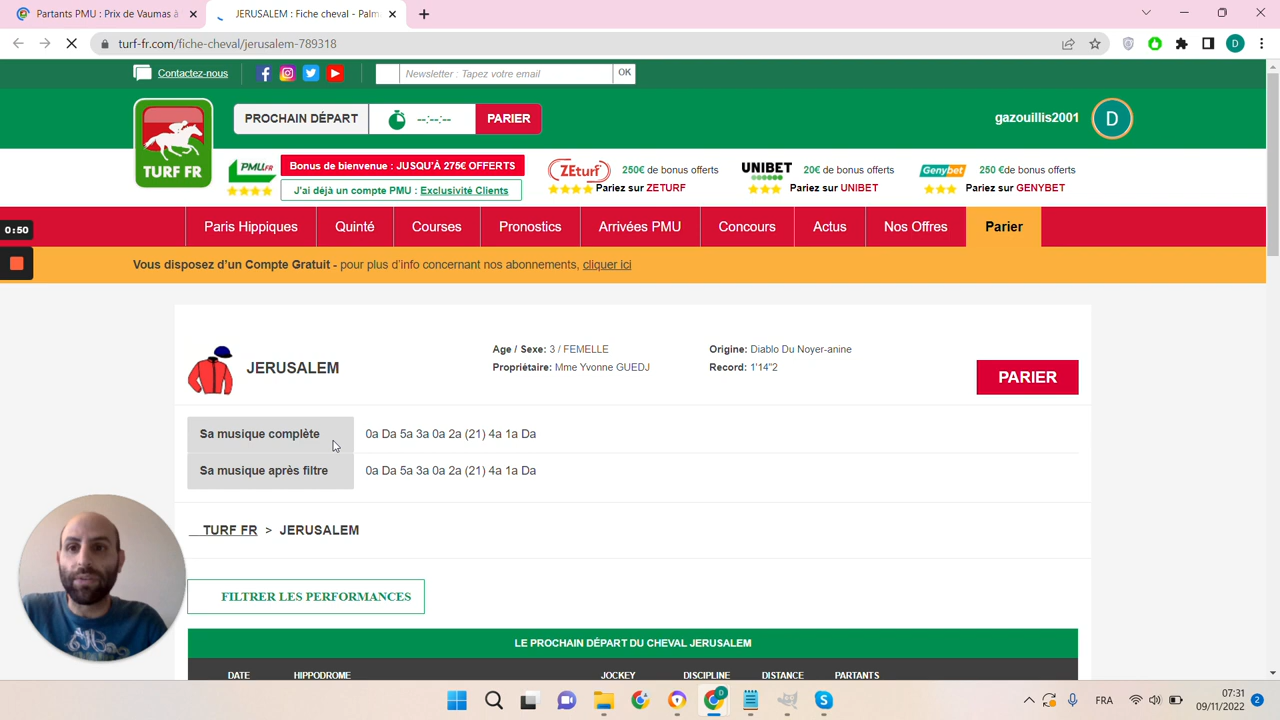 Partants PMU : Prix de Vaumas à
JERUSALEM : Fiche cheval - Palm
turf-fr.com/fiche-cheval/jerusalem-789318
D
Contactez-nous
Newsletter : Tapez votre email
OK
TURF FR
PROCHAIN DÉPART
--:--:--
PARIER
gazouillis2001
D
PMU.FR
Bonus de bienvenue : JUSQU'À 275€ OFFERTS
J'ai déjà un compte PMU : Exclusivité Clients
ZEturf
250€ de bonus offerts
Pariez sur ZETURF
UNIBET
20€ de bonus offerts
Pariez sur UNIBET
Genybet
250 €de bonus offerts
Pariez sur GENYBET
0:50
Paris Hippiques
Quinté
Courses
Pronostics
Arrivées PMU
Concours
Actus
Nos Offres
Parier
Vous disposez d'un Compte Gratuit - pour plus d'info concernant nos abonnements, cliquer ici
JERUSALEM
Age / Sexe: 3 / FEMELLE
Propriétaire: Mme Yvonne GUEDJ
Origine: Diablo Du Noyer-anine
Record: 1'14"2
PARIER
Sa musique complète
0a Da 5a 3a 0a 2a (21) 4a 1a Da
Sa musique après filtre
0a Da 5a 3a 0a 2a (21) 4a 1a Da
TURF FR > JERUSALEM
FILTRER LES PERFORMANCES
LE PROCHAIN DÉPART DU CHEVAL JERUSALEM
DATE HIPPODROME JOCKEY DISCIPLINE DISTANCE PARTANTS
D
FRA
07:31
09/11/2022
2